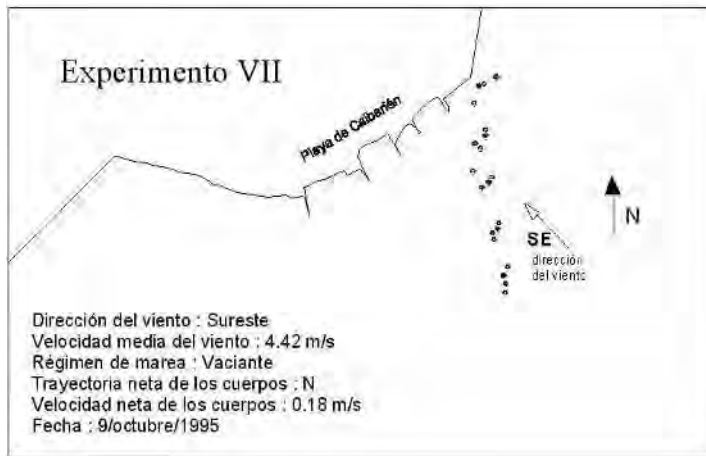 Experimento VII
Playa de Caibarién
N
SE
dirección
del viento
Dirección del viento : Sureste
Velocidad media del viento : 4.42 m/s
Régimen de marea : Vaciante
Trayectoria neta de los cuerpos : N
Velocidad neta de los cuerpos : 0.18 m/s
Fecha : 9/octubre/1995